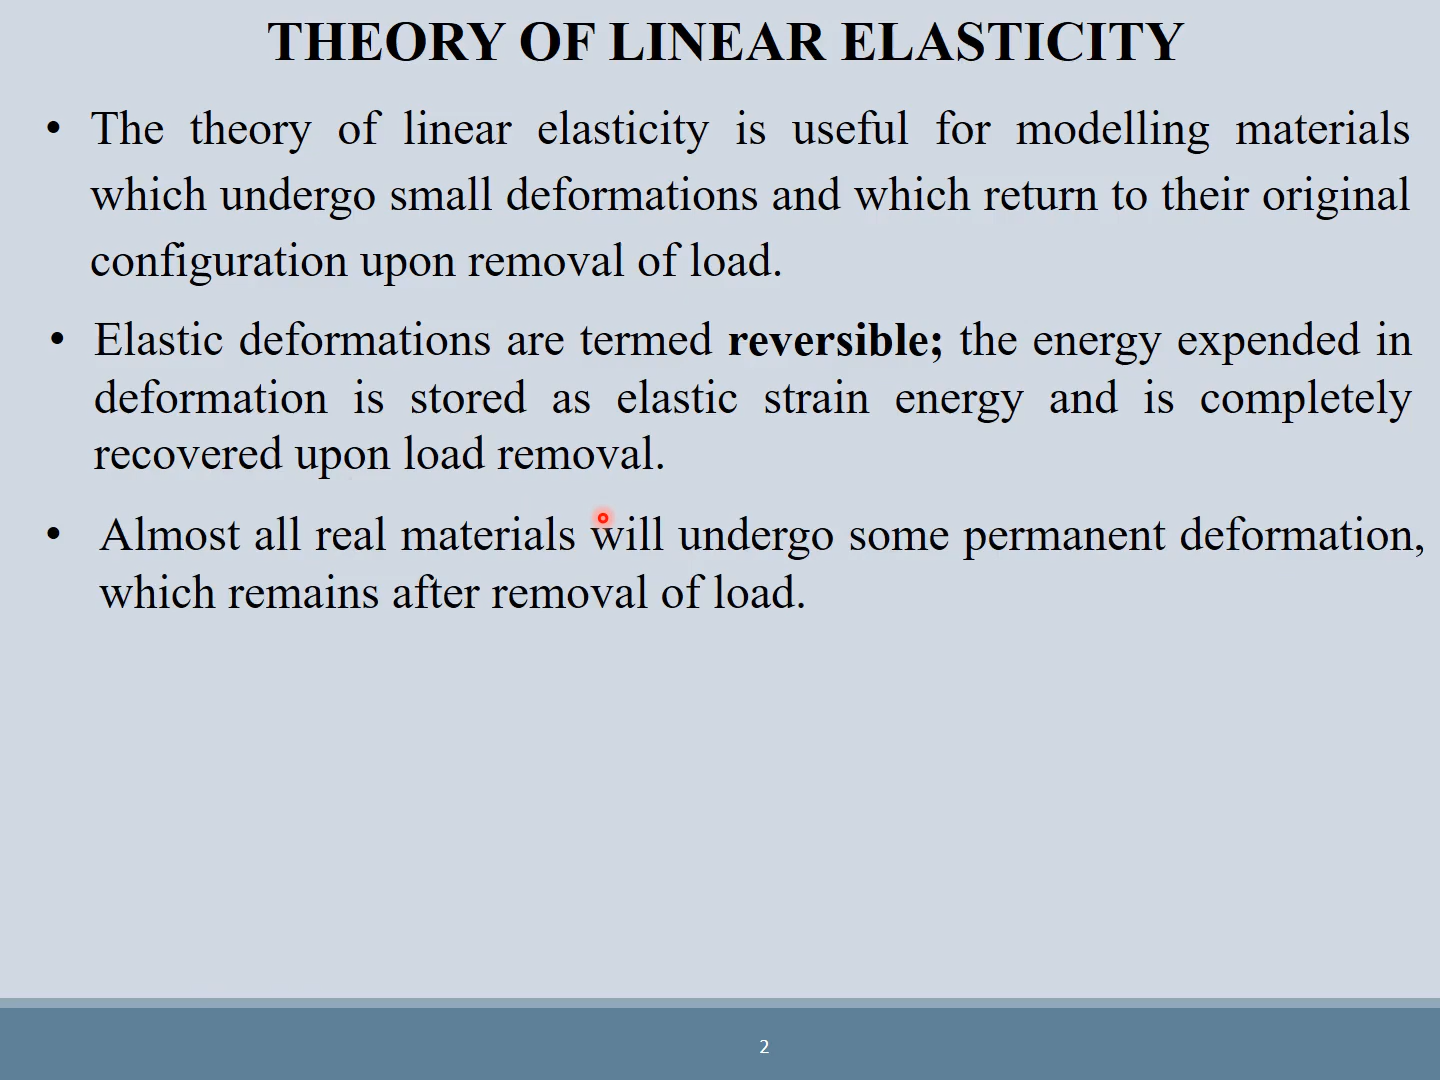 THEORY OF LINEAR ELASTICITY
• The theory of linear elasticity is useful for modelling materials
which undergo small deformations and which return to their original
configuration upon removal of load.
• Elastic deformations are termed reversible; the energy expended in
deformation is stored as elastic strain energy and is completely
recovered upon load removal.
• Almost all real materials will undergo some permanent deformation,
which remains after removal of load.
2